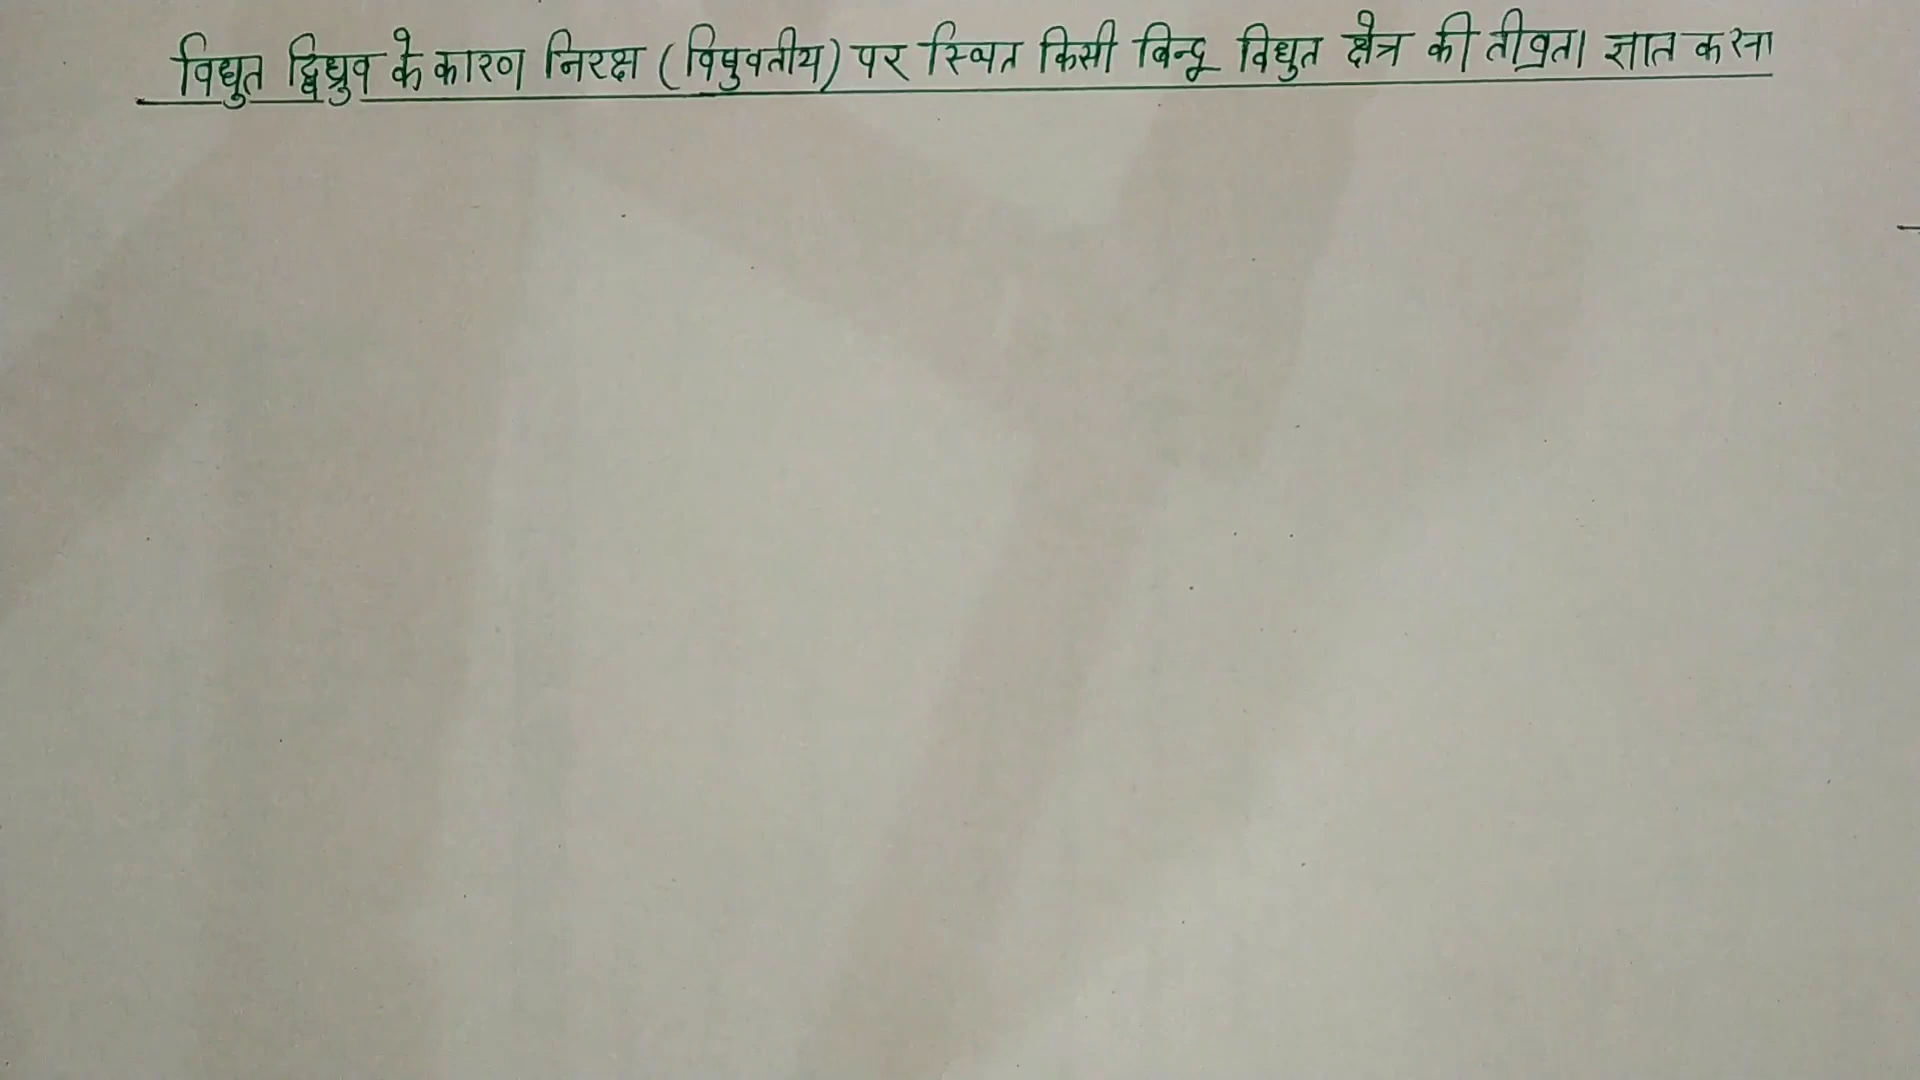 विधुत द्विध्रुव के कारण निरक्ष (विषुवतीय) पर स्थित किसी बिन्दू विधुत क्षेत्र की तीव्रता ज्ञात करना